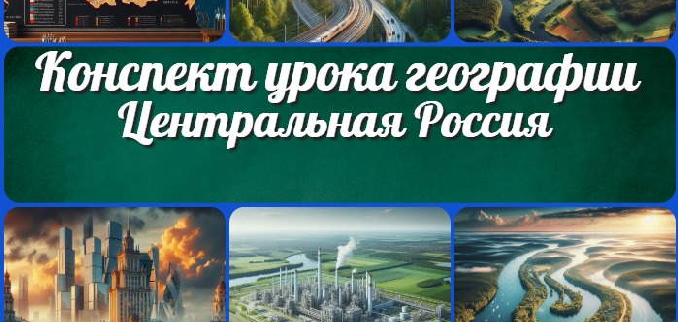 Конспект урока географии
Центральная Россия